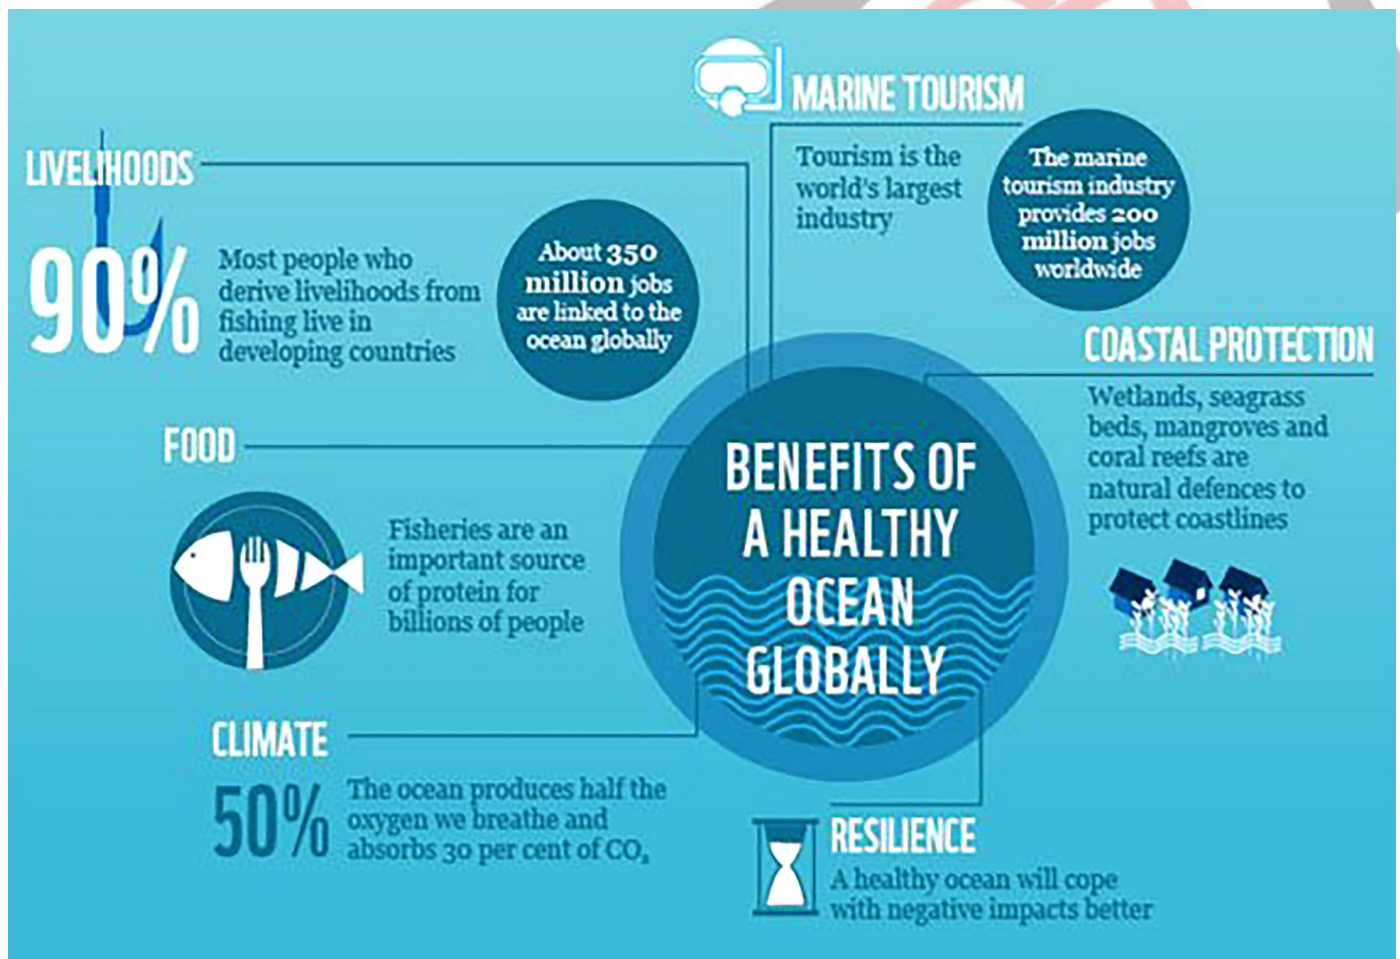 MARINE TOURISM
Tourism is the
world's largest
industry
The marine
tourism industry
provides 200
million jobs
worldwide
LIVELIHOODS
90%
Most people who
derive livelihoods from
fishing live in
developing countries
About 350
million jobs
are linked to the
ocean globally
COASTAL PROTECTION
Wetlands, seagrass
beds, mangroves and
coral reefs are
natural defences to
protect coastlines
FOOD
Fisheries are an
important source
of protein for
billions of people
BENEFITS OF
A HEALTHY
OCEAN
GLOBALLY
CLIMATE
50%
The ocean produces half the
oxygen we breathe and
absorbs 30 per cent of CO₂
RESILIENCE
A healthy ocean will cope
with negative impacts better